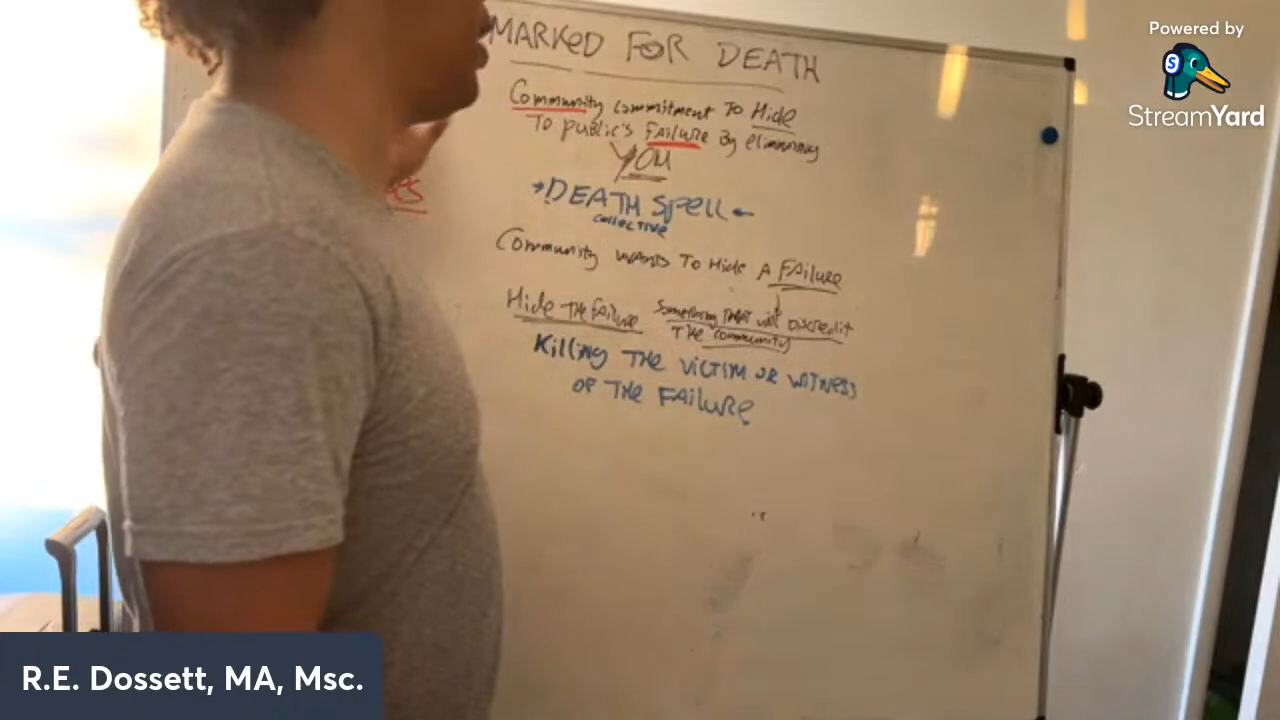 Powered by
StreamYard
MARKED FOR DEATH
Community commitment To Hide
To public's Failure By eliminating
YOU
DEATH Spell
collective
Community wants To Hide A Failure
Hide The failure
Something THAT will Discredit
The community
Killing THE VICTIM OR WITNESS
OF THE FAILURE
R.E. Dossett, MA, Msc.